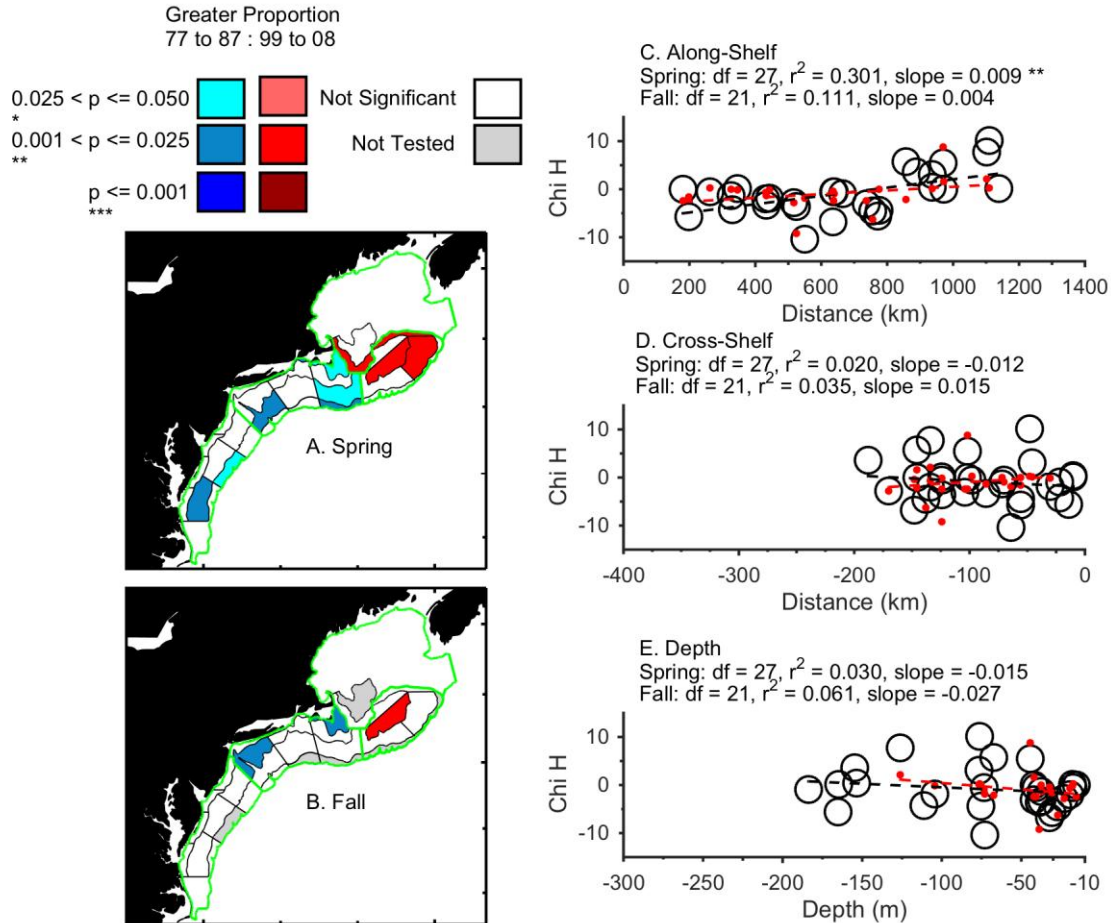 Greater Proportion
77 to 87 : 99 to 08
0.025 < p <= 0.050
*
0.001 < p <= 0.025
**
p <= 0.001
***
Not Significant
Not Tested
A. Spring
B. Fall
C. Along-Shelf
Spring: df = 27, r² = 0.301, slope = 0.009 **
Fall: df = 21, r² = 0.111, slope = 0.004
10
0
-10
Chi H
0 200 400 600 800 1000 1200 1400
Distance (km)
D. Cross-Shelf
Spring: df = 27, r² = 0.020, slope = -0.012
Fall: df = 21, r² = 0.035, slope = 0.015
10
0
-10
Chi H
-400 -300 -200 -100 0
Distance (km)
E. Depth
Spring: df = 27, r² = 0.030, slope = -0.015
Fall: df = 21, r² = 0.061, slope = -0.027
10
0
-10
Chi H
-300 -250 -200 -150 -100 -50 -10
Depth (m)